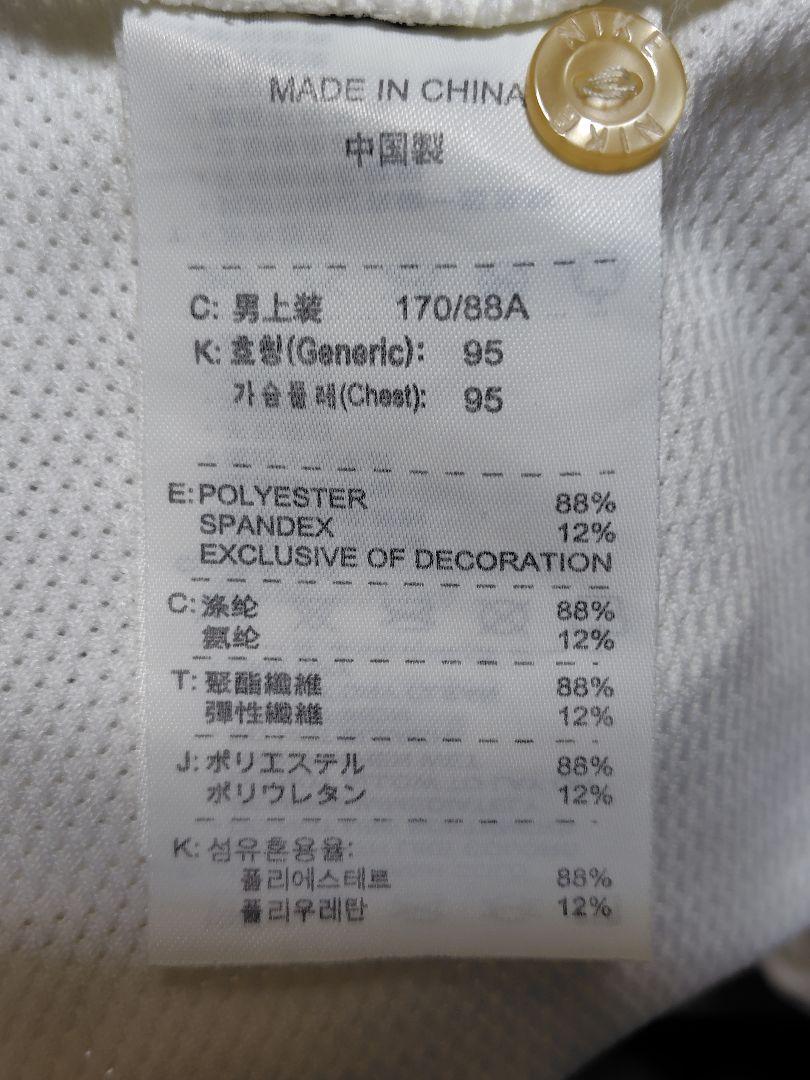 NIKE
NIKE
MADE IN CHINA
中国製
C: 男上装 170/88A
K: 호칭(Generic): 95
가슴둘레(Chest): 95
E: POLYESTER 88%
SPANDEX 12%
EXCLUSIVE OF DECORATION
C: 涤纶 88%
氨纶 12%
T: 聚酯纖維 88%
彈性纖維 12%
J: ポリエステル 88%
ポリウレタン 12%
K: 섬유혼용율:
폴리에스테르 88%
폴리우레탄 12%